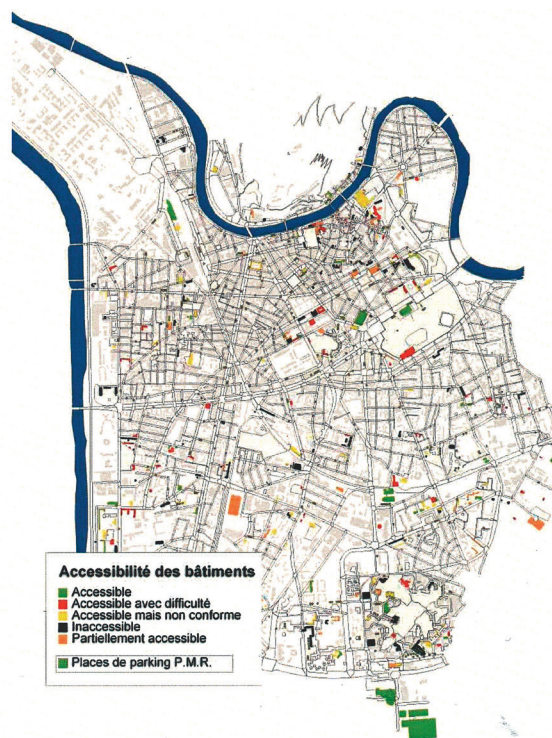 Accessibilité des bâtiments
Accessible
Accessible avec difficulté
Accessible mais non conforme
Inaccessible
Partiellement accessible
Places de parking P.M.R.